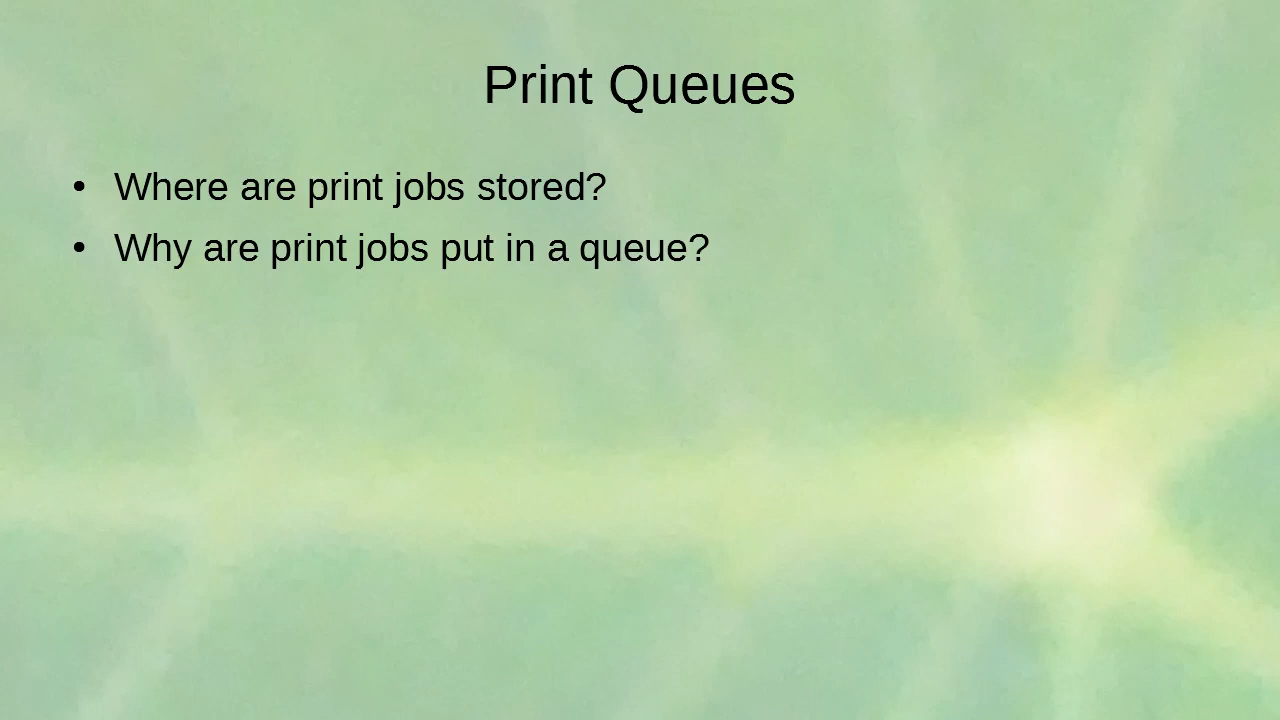 Print Queues
• Where are print jobs stored?
• Why are print jobs put in a queue?